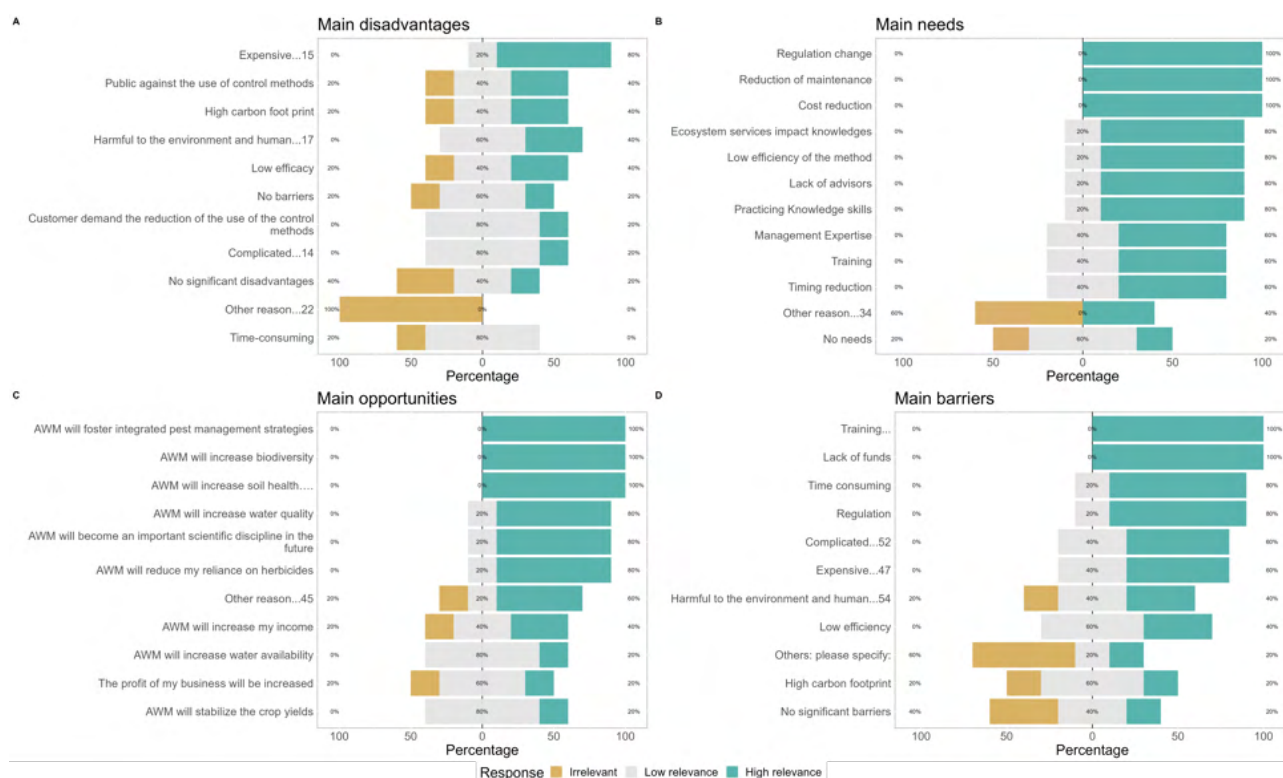 A
Main disadvantages
Expensive...15 0% 20% 80%
Public against the use of control methods 20% 40% 40%
High carbon foot print 20% 40% 40%
Harmful to the environment and human...17 0% 60% 40%
Low efficacy 20% 40% 40%
No barriers 20% 60% 20%
Customer demand the reduction of the use of the control
methods 0% 80% 20%
Complicated...14 0% 80% 20%
No significant disadvantages 40% 40% 20%
Other reason...22 100% 0% 0%
Time-consuming 20% 80% 0%
100 50 0 50 100
Percentage
B
Main needs
Regulation change 0% 0% 100%
Reduction of maintenance 0% 0% 100%
Cost reduction 0% 0% 100%
Ecosystem services impact knowledges 0% 20% 80%
Low efficiency of the method 0% 20% 80%
Lack of advisors 0% 20% 80%
Practicing Knowledge skills 0% 20% 80%
Management Expertise 0% 40% 60%
Training 0% 40% 60%
Timing reduction 0% 40% 60%
Other reason...34 60% 0% 40%
No needs 20% 60% 20%
100 50 0 50 100
Percentage
C
Main opportunities
AWM will foster integrated pest management strategies 0% 0% 100%
AWM will increase biodiversity 0% 0% 100%
AWM will increase soil health.... 0% 0% 100%
AWM will increase water quality 0% 20% 80%
AWM will become an important scientific discipline in the
future 0% 20% 80%
AWM will reduce my reliance on herbicides 0% 20% 80%
Other reason...45 20% 20% 60%
AWM will increase my income 20% 40% 40%
AWM will increase water availability 0% 80% 20%
The profit of my business will be increased 20% 60% 20%
AWM will stabilize the crop yields 0% 80% 20%
100 50 0 50 100
Percentage
D
Main barriers
Training... 0% 0% 100%
Lack of funds 0% 0% 100%
Time consuming 0% 20% 80%
Regulation 0% 20% 80%
Complicated...52 0% 40% 60%
Expensive...47 0% 40% 60%
Harmful to the environment and human...54 20% 40% 40%
Low efficiency 0% 60% 40%
Others: please specify: 60% 20% 20%
High carbon footprint 20% 60% 20%
No significant barriers 40% 40% 20%
100 50 0 50 100
Percentage
Response Irrelevant Low relevance High relevance